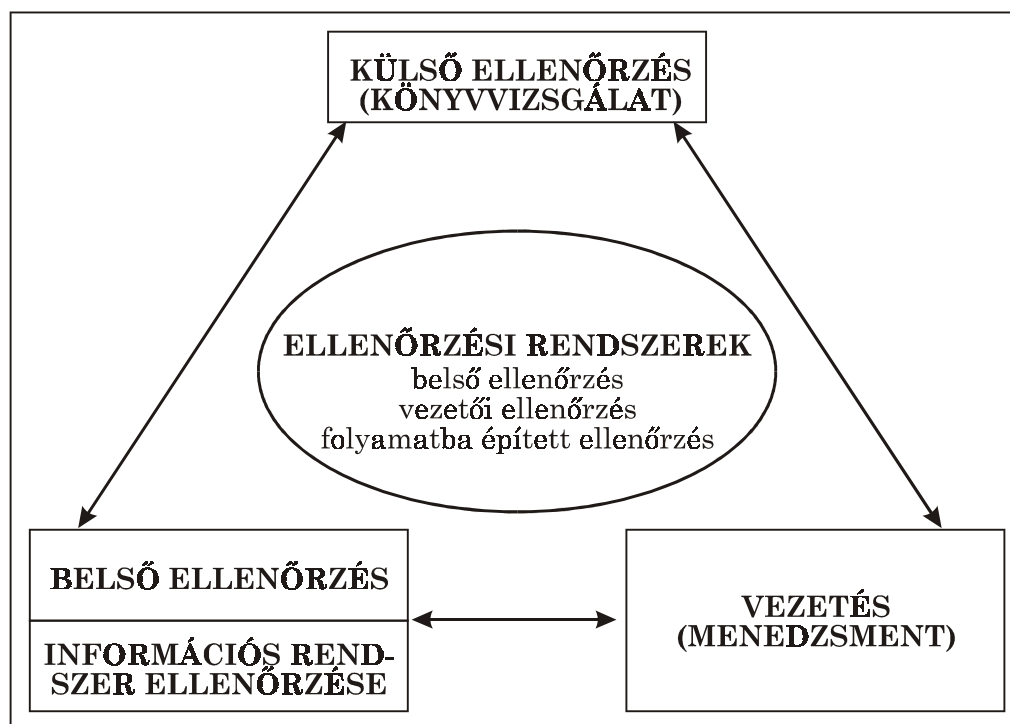 KÜLSŐ ELLENŐRZÉS
(KÖNYVVIZSGÁLAT)
ELLENŐRZÉSI RENDSZEREK
belső ellenőrzés
vezetői ellenőrzés
folyamatba épített ellenőrzés
BELSŐ ELLENŐRZÉS
INFORMÁCIÓS REND-
SZER ELLENŐRZÉSE
VEZETÉS
(MENEDZSMENT)